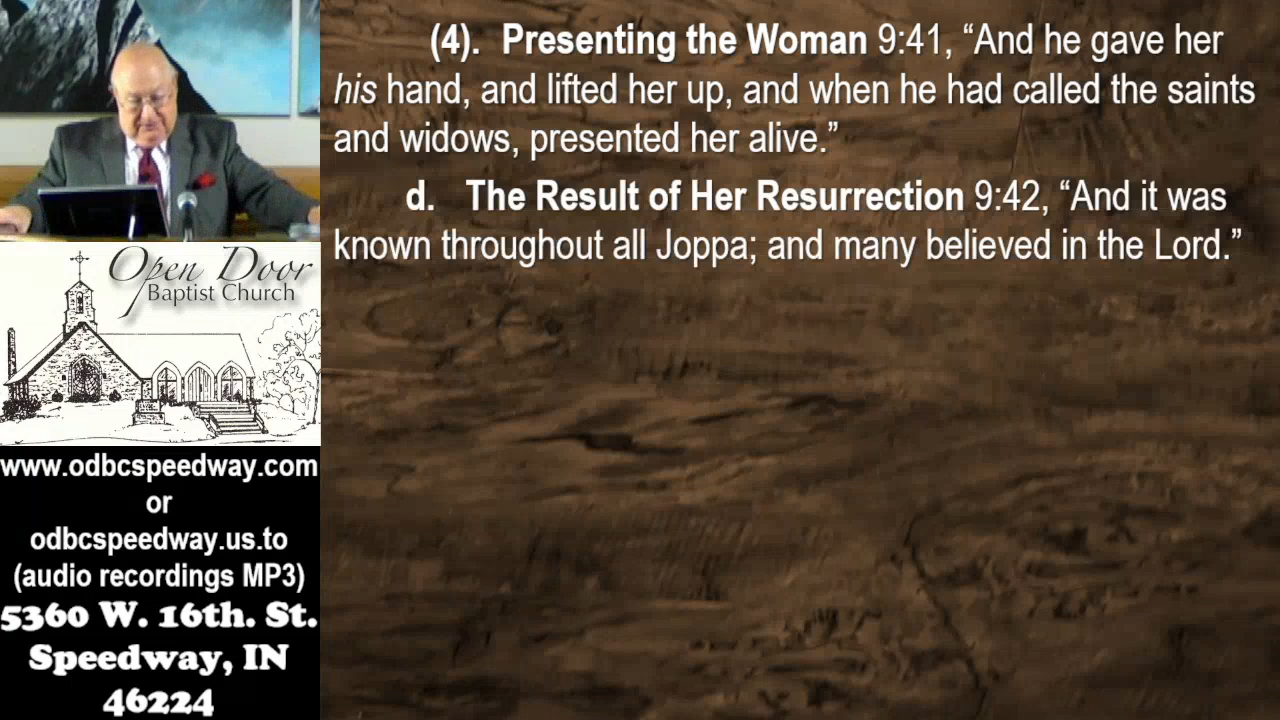 (4). Presenting the Woman 9:41, “And he gave her
his hand, and lifted her up, and when he had called the saints
and widows, presented her alive.”
d. The Result of Her Resurrection 9:42, “And it was
known throughout all Joppa; and many believed in the Lord.”
Open Door
Baptist Church
www.odbcspeedway.com
or
odbcspeedway.us.to
(audio recordings MP3)
5360 W. 16th. St.
Speedway, IN
46224